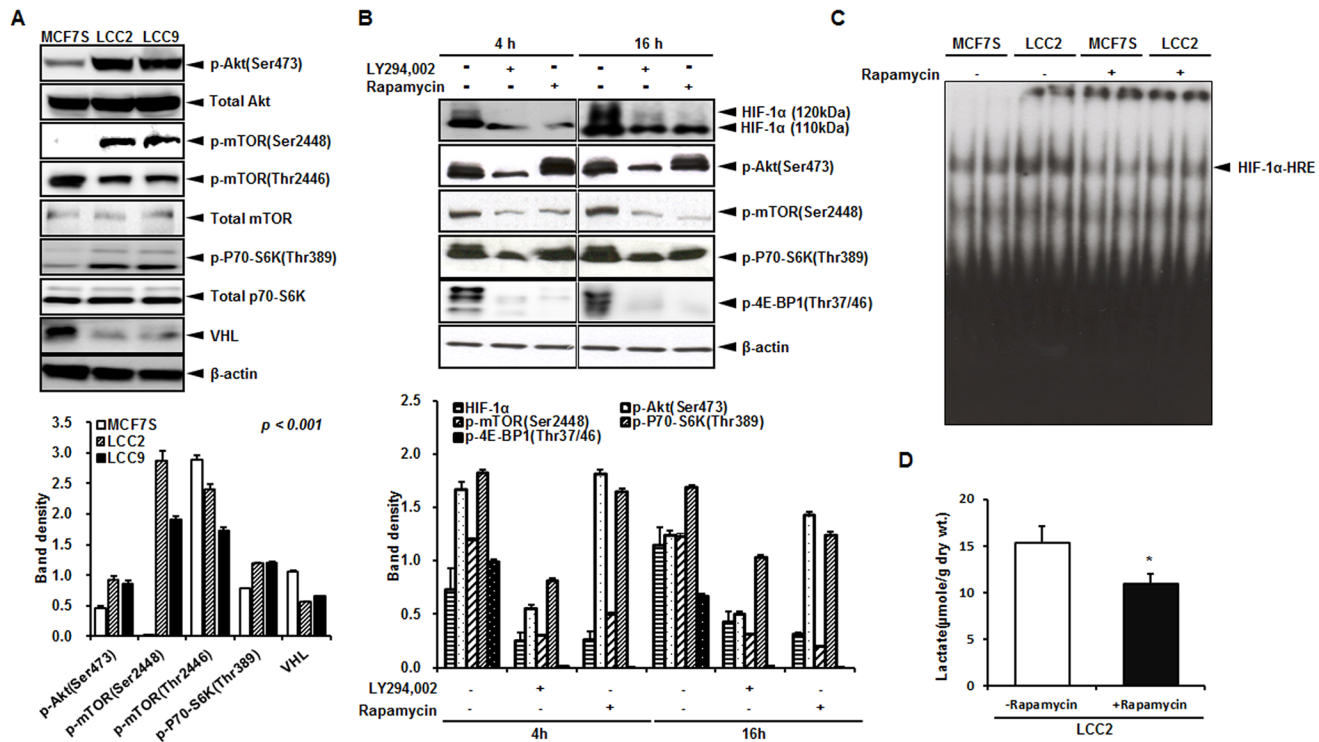 A
MCF7S LCC2 LCC9
p-Akt(Ser473)
Total Akt
p-mTOR(Ser2448)
p-mTOR(Thr2446)
Total mTOR
p-P70-S6K(Thr389)
Total p70-S6K
VHL
β-actin
3.5
3.0
2.5
2.0
1.5
1.0
0.5
0.0
Band density
MCF7S
LCC2
LCC9
p < 0.001
p-Akt(Ser473)
p-mTOR(Ser2448)
p-mTOR(Thr2446)
p-P70-S6K(Thr389)
VHL
B
4 h 16 h
LY294,002 - + - - + -
Rapamycin - - + - - +
HIF-1α (120kDa)
HIF-1α (110kDa)
p-Akt(Ser473)
p-mTOR(Ser2448)
p-P70-S6K(Thr389)
p-4E-BP1(Thr37/46)
β-actin
2.5
2.0
1.5
1.0
0.5
0.0
Band density
HIF-1α p-Akt(Ser473)
p-mTOR(Ser2448) p-P70-S6K(Thr389)
p-4E-BP1(Thr37/46)
LY294,002 - + - - + -
Rapamycin - - + - - +
4h 16h
C
MCF7S LCC2 MCF7S LCC2
Rapamycin - - + +
HIF-1α-HRE
D
20
15
10
5
0
Lactate(µmole/g dry wt.)
*
-Rapamycin +Rapamycin
LCC2